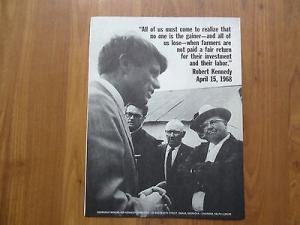 "All of us must come to realize that
no one is the gainer—and all of
us lose—when farmers are
not paid a fair return
for their investment
and their labor."
Robert Kennedy
April 15, 1968